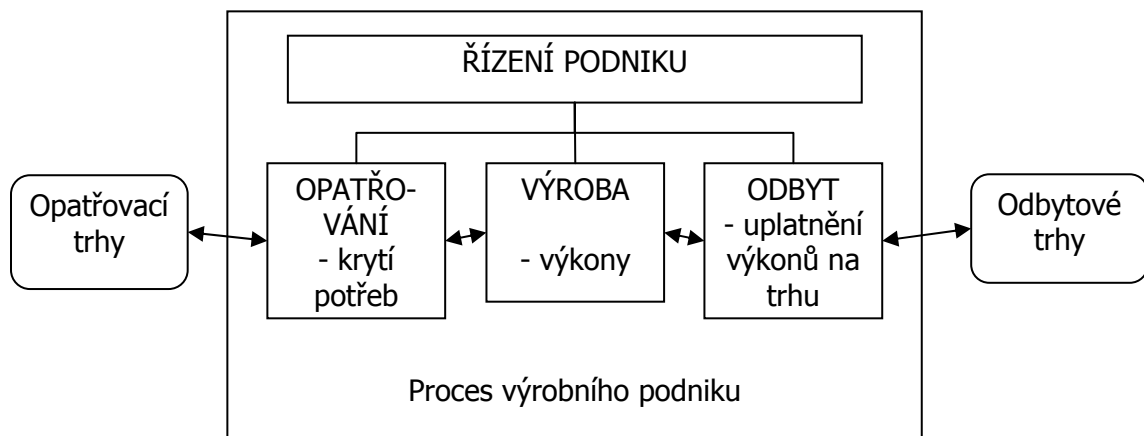 ŘÍZENÍ PODNIKU
Opatřovací
trhy
OPATŘO-
VÁNÍ
- krytí
potřeb
VÝROBA
- výkony
ODBYT
- uplatnění
výkonů na
trhu
Odbytové
trhy
Proces výrobního podniku